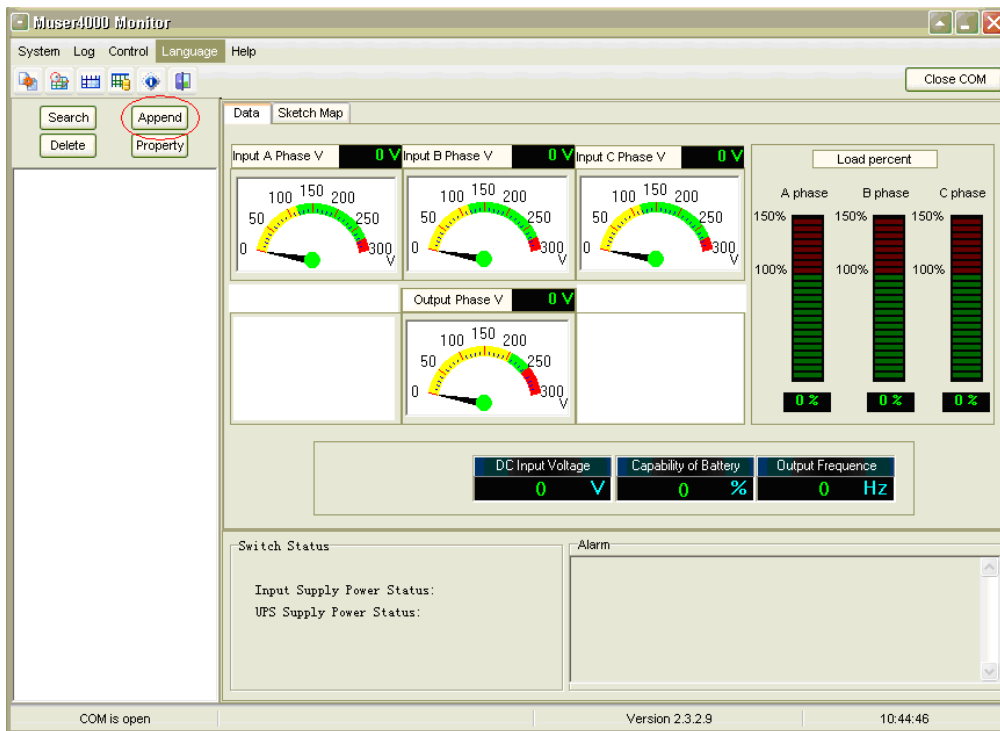 Muser4000 Monitor
System Log Control Language Help
Close COM
Search Append
Delete Property
Data Sketch Map
Input A Phase V 0 V Input B Phase V 0 V Input C Phase V 0 V
0 50 100 150 200 250 300 V
0 50 100 150 200 250 300 V
0 50 100 150 200 250 300 V
Output Phase V 0 V
0 50 100 150 200 250 300 V
Load percent
A phase B phase C phase
150% 150% 150%
100% 100% 100%
0 % 0 % 0 %
DC Input Voltage Capability of Battery Output Frequence
0 V 0 % 0 Hz
Switch Status
Input Supply Power Status:
UPS Supply Power Status:
Alarm
COM is open Version 2.3.2.9 10:44:46